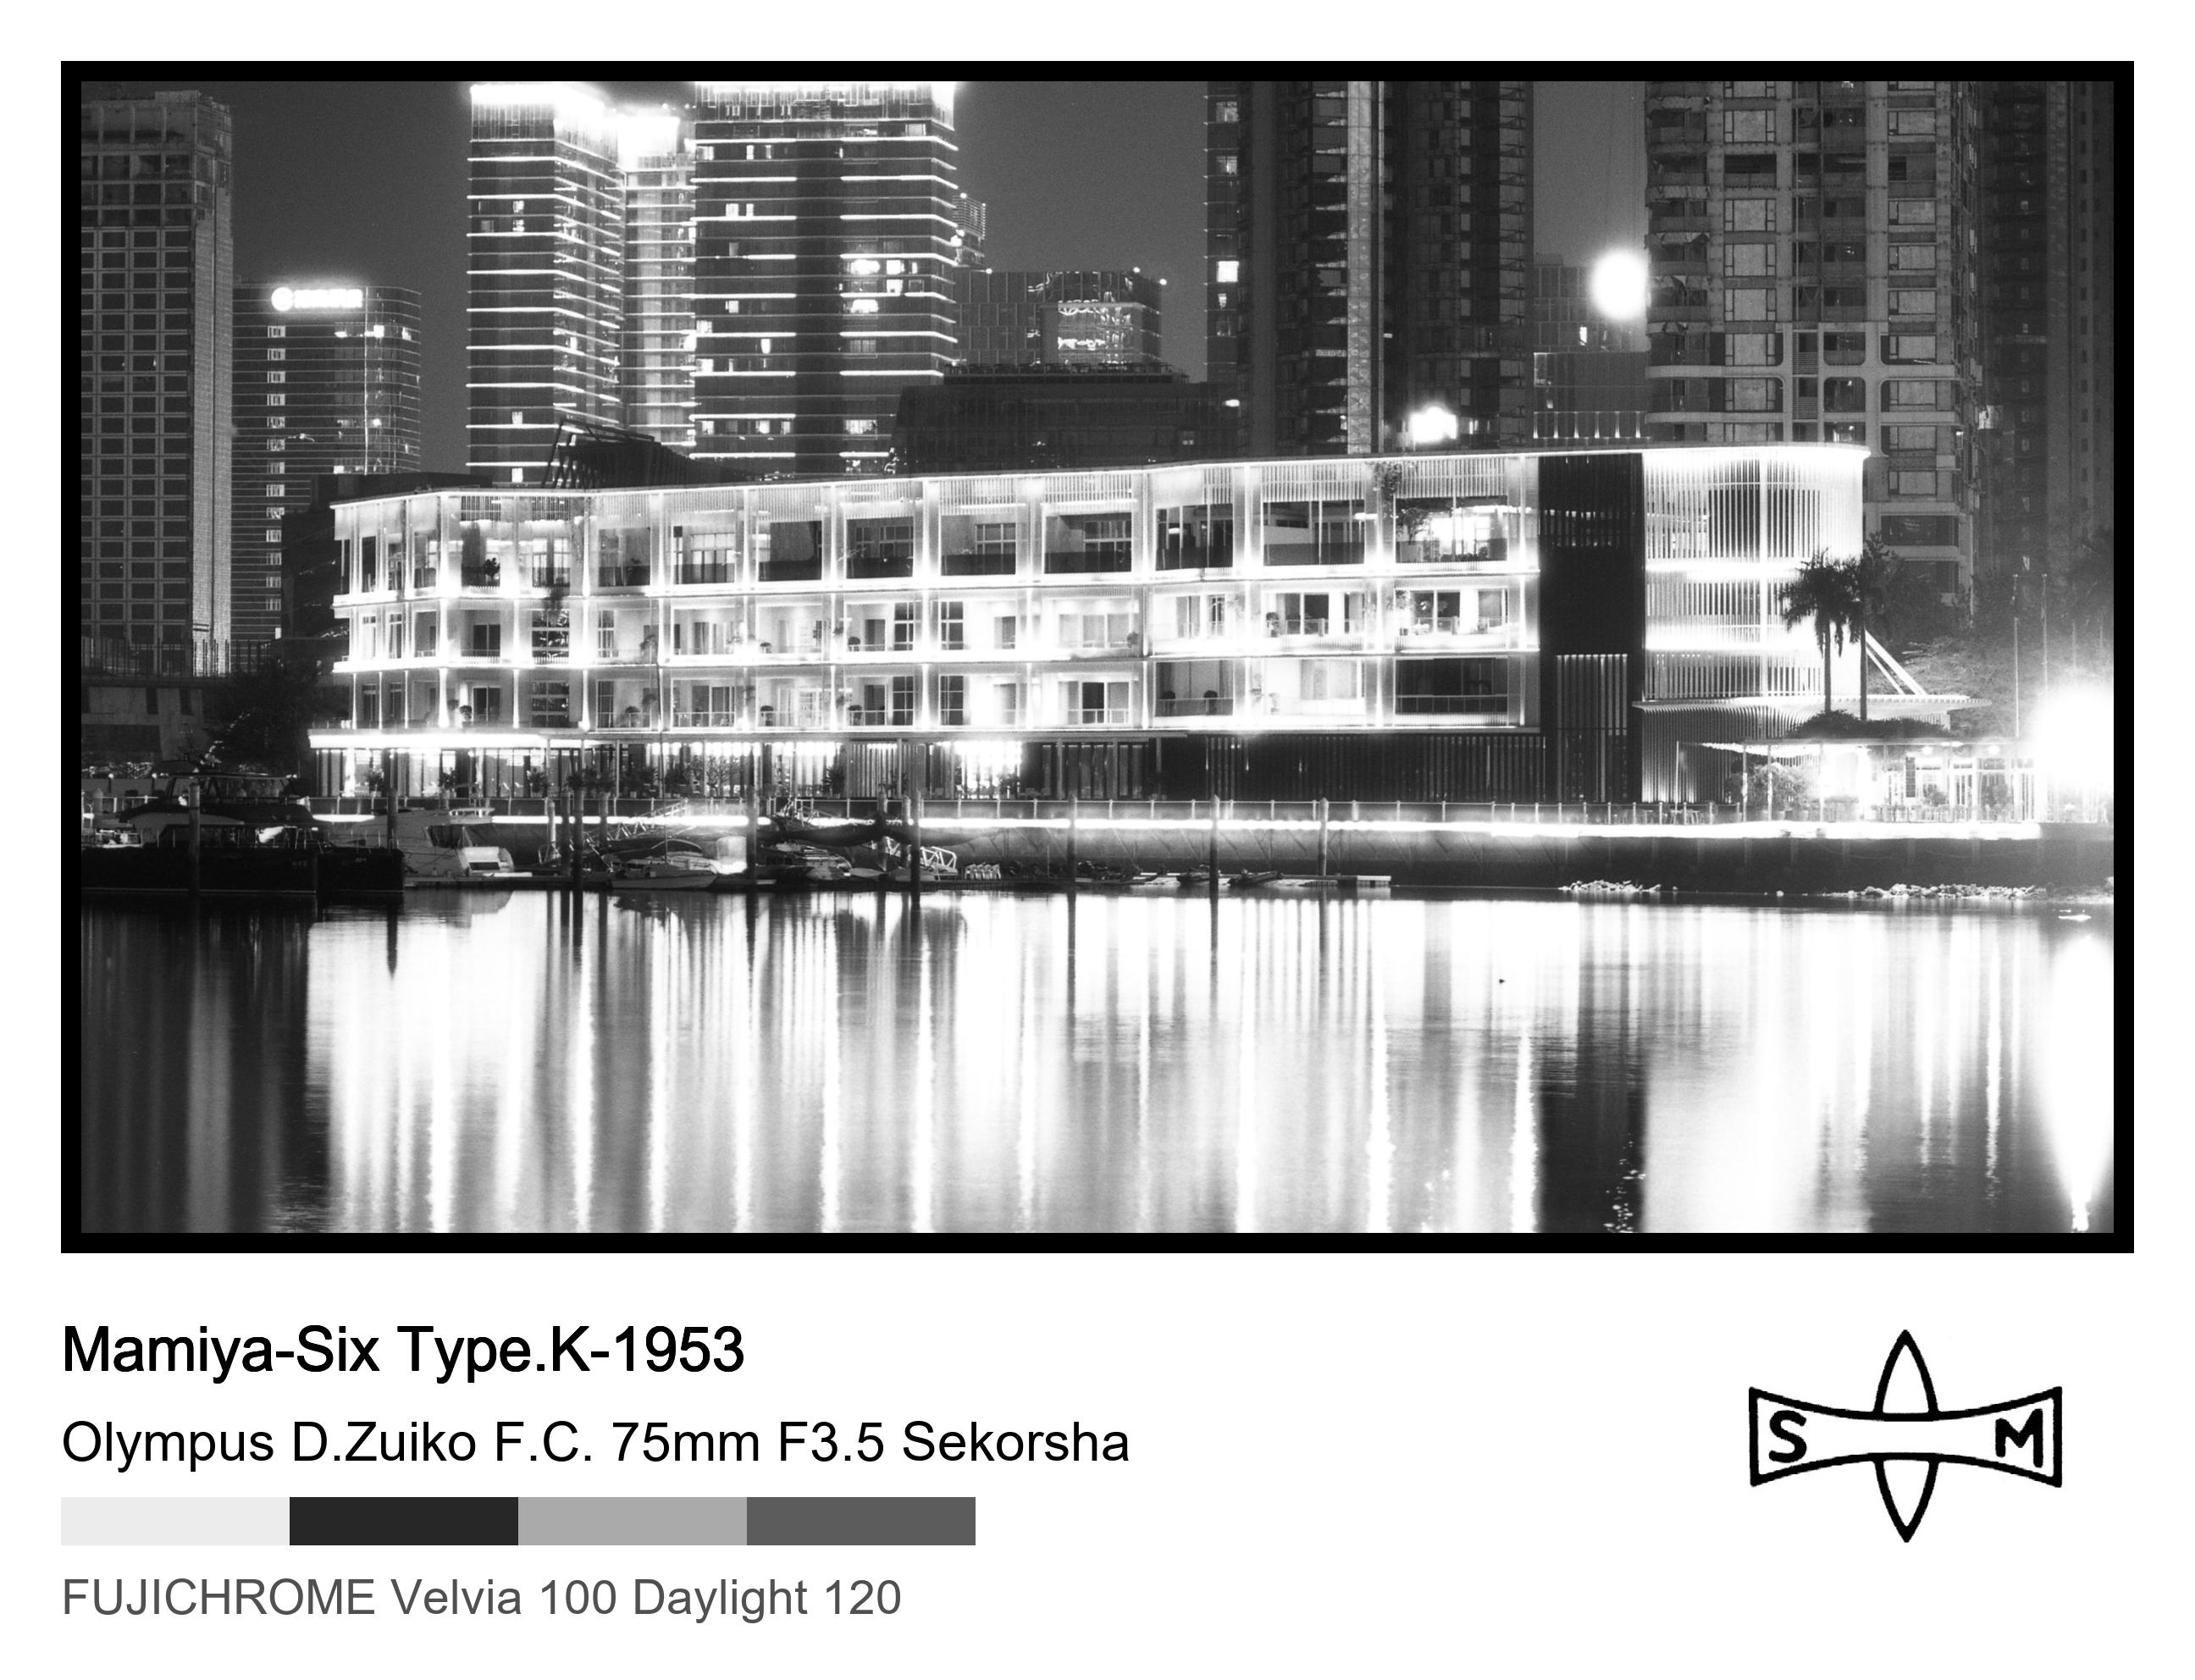 Mamiya-Six Type.K-1953
Olympus D.Zuiko F.C. 75mm F3.5 Sekorsha
S M
FUJICHROME Velvia 100 Daylight 120